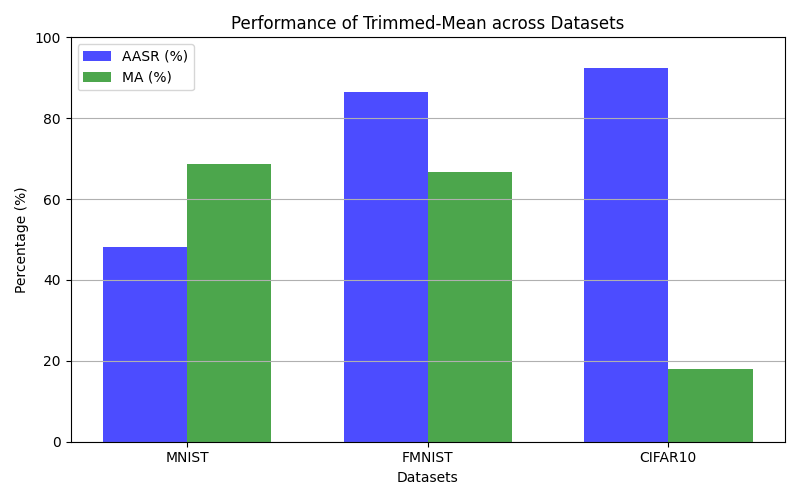 Performance of Trimmed-Mean across Datasets
AASR (%)
MA (%)
Percentage (%)
100
80
60
40
20
0
MNIST
FMNIST
CIFAR10
Datasets